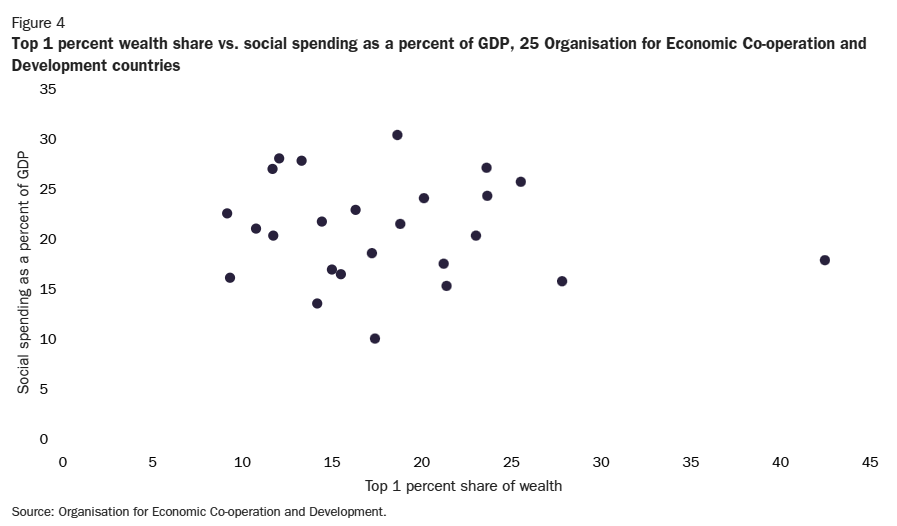 Figure 4
Top 1 percent wealth share vs. social spending as a percent of GDP, 25 Organisation for Economic Co-operation and
Development countries
35
30
25
20
15
10
5
0
Social spending as a percent of GDP
0 5 10 15 20 25 30 35 40 45
Top 1 percent share of wealth
Source: Organisation for Economic Co-operation and Development.